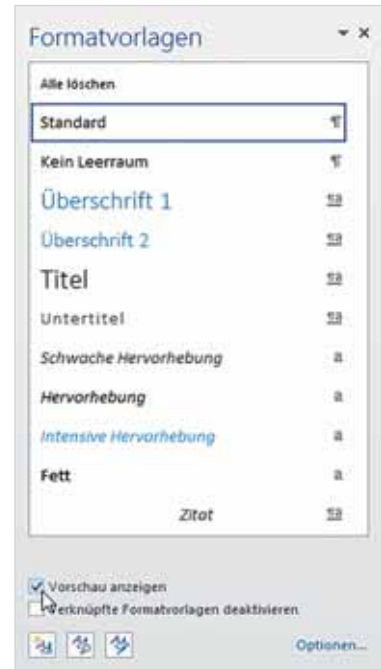 Formatvorlagen
Alle löschen
Standard ¶
Kein Leerraum ¶
Überschrift 1 ¶a
Überschrift 2 ¶a
Titel ¶a
Untertitel ¶a
Schwache Hervorhebung a
Hervorhebung a
Intensive Hervorhebung a
Fett a
Zitat ¶a
Vorschau anzeigen
Verknüpfte Formatvorlagen deaktivieren
Optionen...